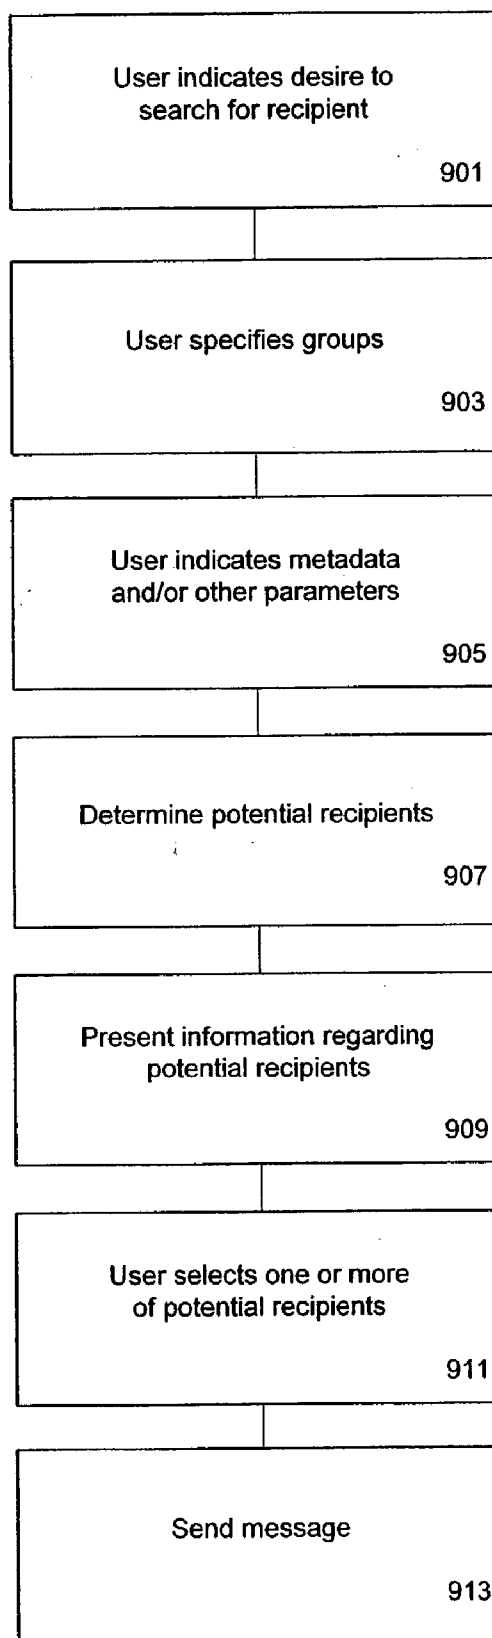 User indicates desire to
search for recipient
901
User specifies groups
903
User indicates metadata
and/or other parameters
905
Determine potential recipients
907
Present information regarding
potential recipients
909
User selects one or more
of potential recipients
911
Send message
913